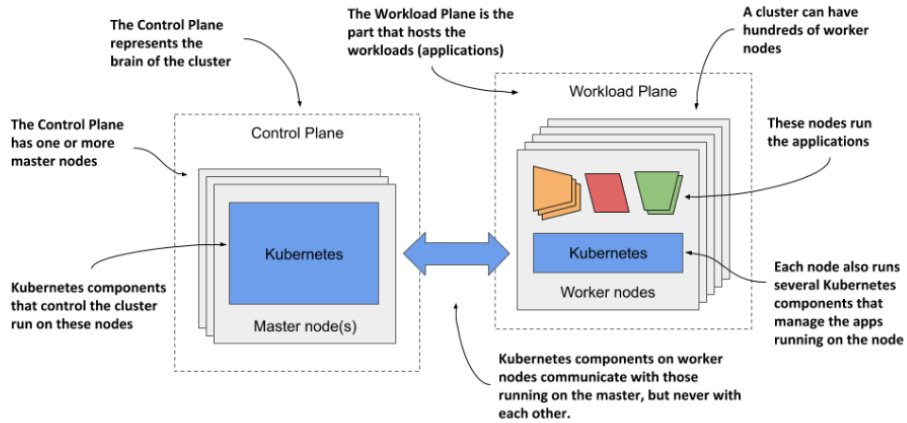 The Control Plane
represents the
brain of the cluster
The Workload Plane is the
part that hosts the
workloads (applications)
A cluster can have
hundreds of worker
nodes
The Control Plane
has one or more
master nodes
Control Plane
Workload Plane
These nodes run
the applications
Kubernetes
Kubernetes
Kubernetes components
that control the cluster
run on these nodes
Master node(s)
Worker nodes
Each node also runs
several Kubernetes
components that
manage the apps
running on the node
Kubernetes components on worker
nodes communicate with those
running on the master, but never with
each other.